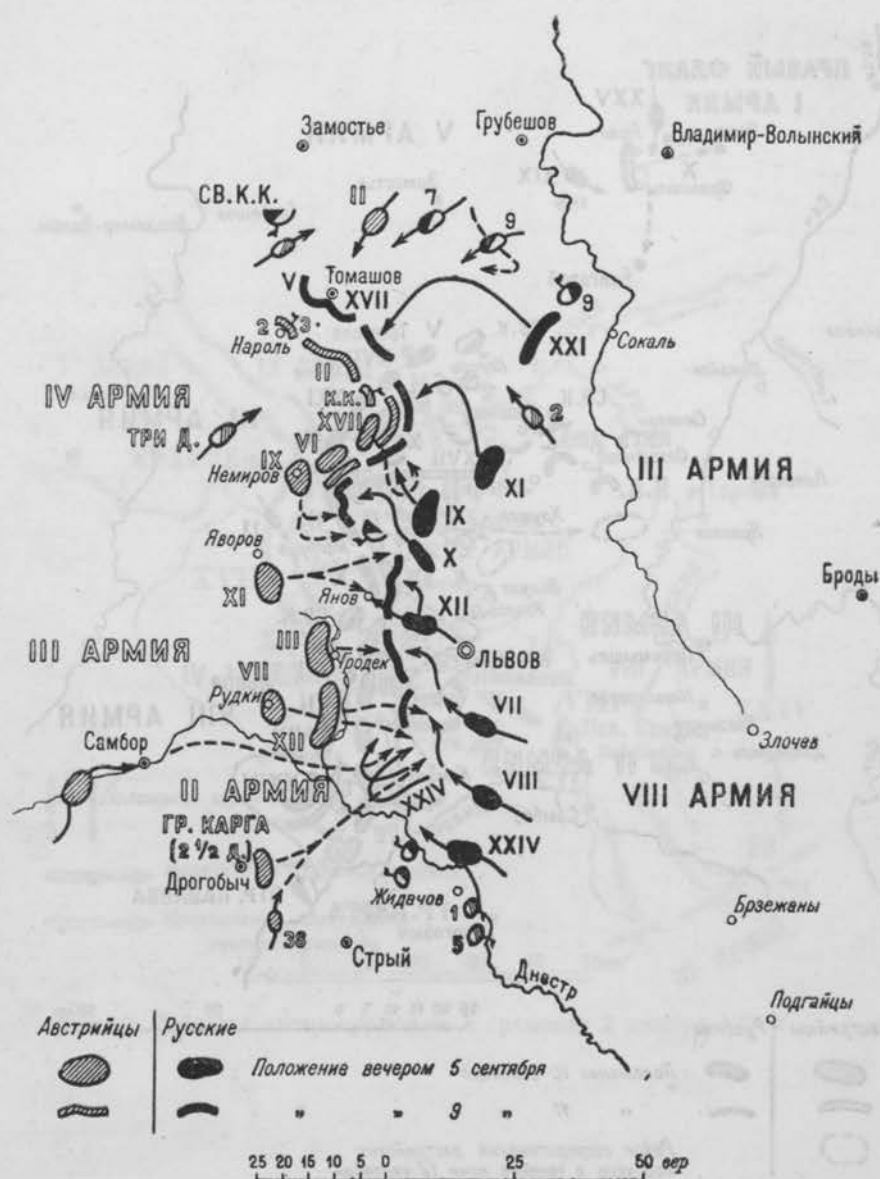 Замостье
Грубешов
Владимир-Волынский
СВ.К.К.
II
7
9
V
Томашов
XVII
9
2 3
Нароль
XXI
Сокаль
II
К.К.
IV АРМИЯ
ТРИ Д.
XVII
2
VI
IX
Немиров
XI
III АРМИЯ
IX
Яворов
X
Броды
XI
Янов
XII
III АРМИЯ
III
Гродек
ЛЬВОВ
VII
Рудки
VII
XII
Злочев
Самбор
II АРМИЯ
VIII
VIII АРМИЯ
XXIV
ГР. КАРГА
(2 1/2 Д.)
XXIV
Дрогобыч
Жидачов
1
Брзежаны
5
38
Стрый
Днестр
Подгайцы
Австрийцы Русские
Положение вечером 5 сентября
„ „ 9 „
25 20 15 10 5 0 25 50 вер